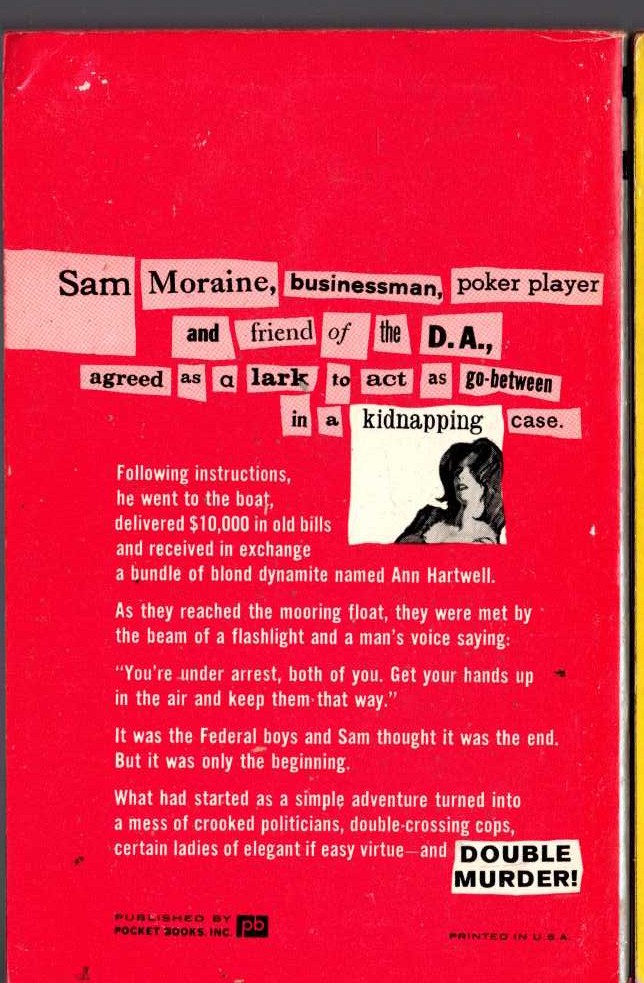 Sam Moraine, businessman, poker player
and friend of the D.A.,
agreed as a lark to act as go-between
in a kidnapping case.
Following instructions,
he went to the boat,
delivered $10,000 in old bills
and received in exchange
a bundle of blond dynamite named Ann Hartwell.
As they reached the mooring float, they were met by
the beam of a flashlight and a man's voice saying:
"You're under arrest, both of you. Get your hands up
in the air and keep them that way."
It was the Federal boys and Sam thought it was the end.
But it was only the beginning.
What had started as a simple adventure turned into
a mess of crooked politicians, double-crossing cops,
certain ladies of elegant if easy virtue—and DOUBLE
MURDER!
PUBLISHED BY
POCKET BOOKS, INC. pb
PRINTED IN U.S.A.